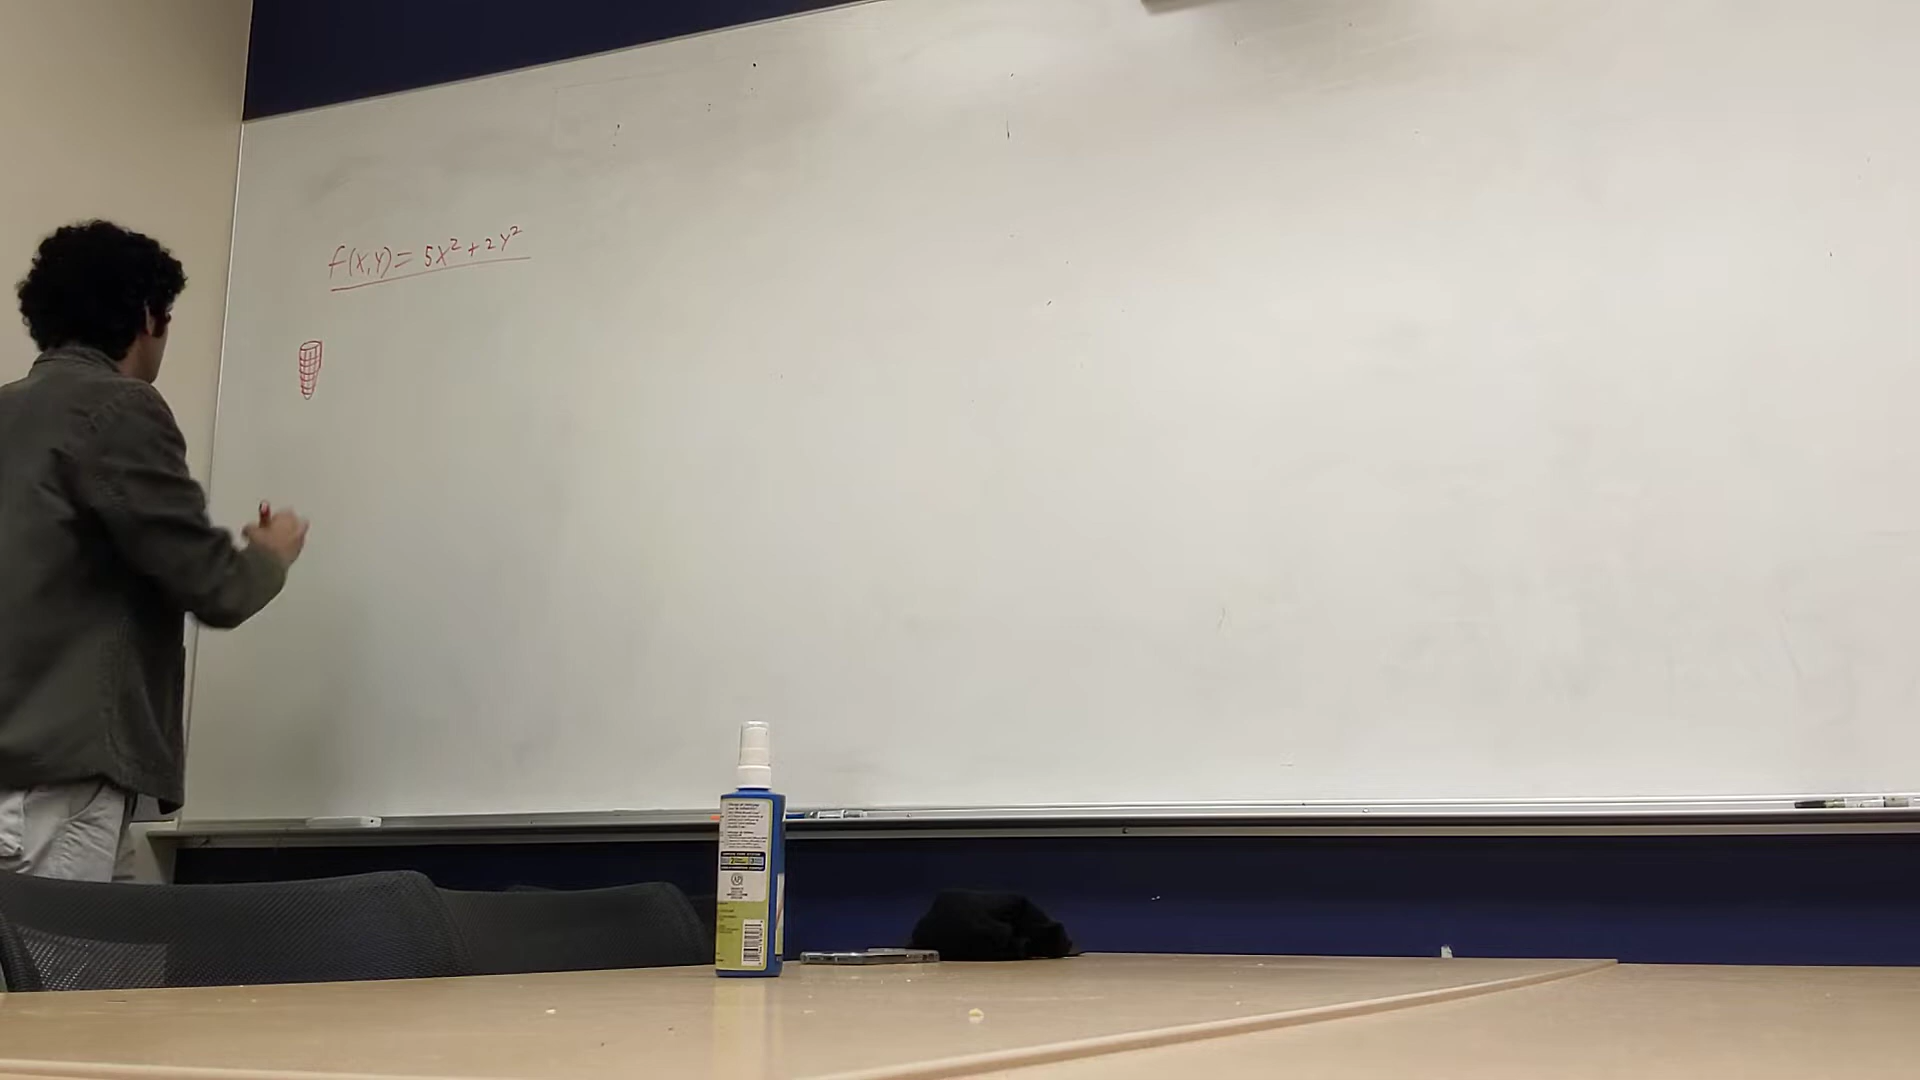 f(x,y) = 5x² + 2y²